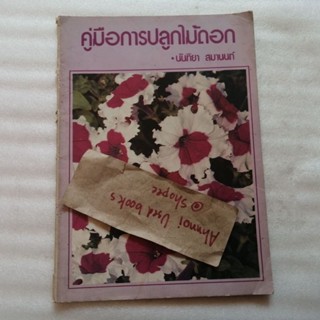 คู่มือการปลูกไม้ดอก
• นันทิยา สมานนท์
Ahnnoi Used books
@Shopee